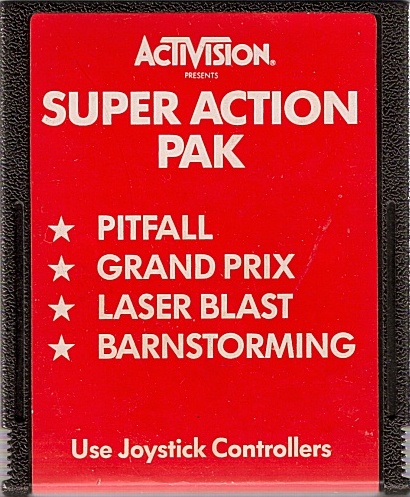 ACTIVISION®
PRESENTS
SUPER ACTION
PAK
★ PITFALL
★ GRAND PRIX
★ LASER BLAST
★ BARNSTORMING
Use Joystick Controllers